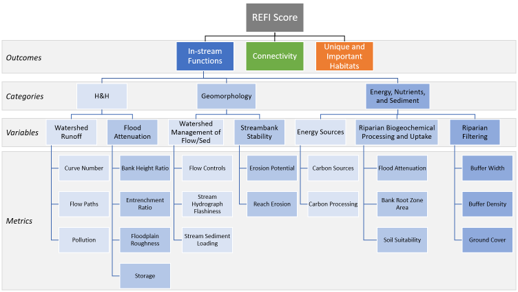 REFI Score
Outcomes
In-stream
Functions
Connectivity
Unique and
Important
Habitats
Categories
H&H
Geomorphology
Energy, Nutrients,
and Sediment
Variables
Watershed
Runoff
Flood
Attenuation
Watershed
Management of
Flow/Sed
Streambank
Stability
Energy Sources
Riparian Biogeochemical
Processing and Uptake
Riparian
Filtering
Metrics
Curve Number
Bank Height Ratio
Flow Controls
Erosion Potential
Carbon Sources
Flood Attenuation
Buffer Width
Flow Paths
Entrenchment
Ratio
Stream
Hydrograph
Flashiness
Reach Erosion
Carbon Processing
Bank Root Zone
Area
Buffer Density
Pollution
Floodplain
Roughness
Stream Sediment
Loading
Soil Suitability
Ground Cover
Storage